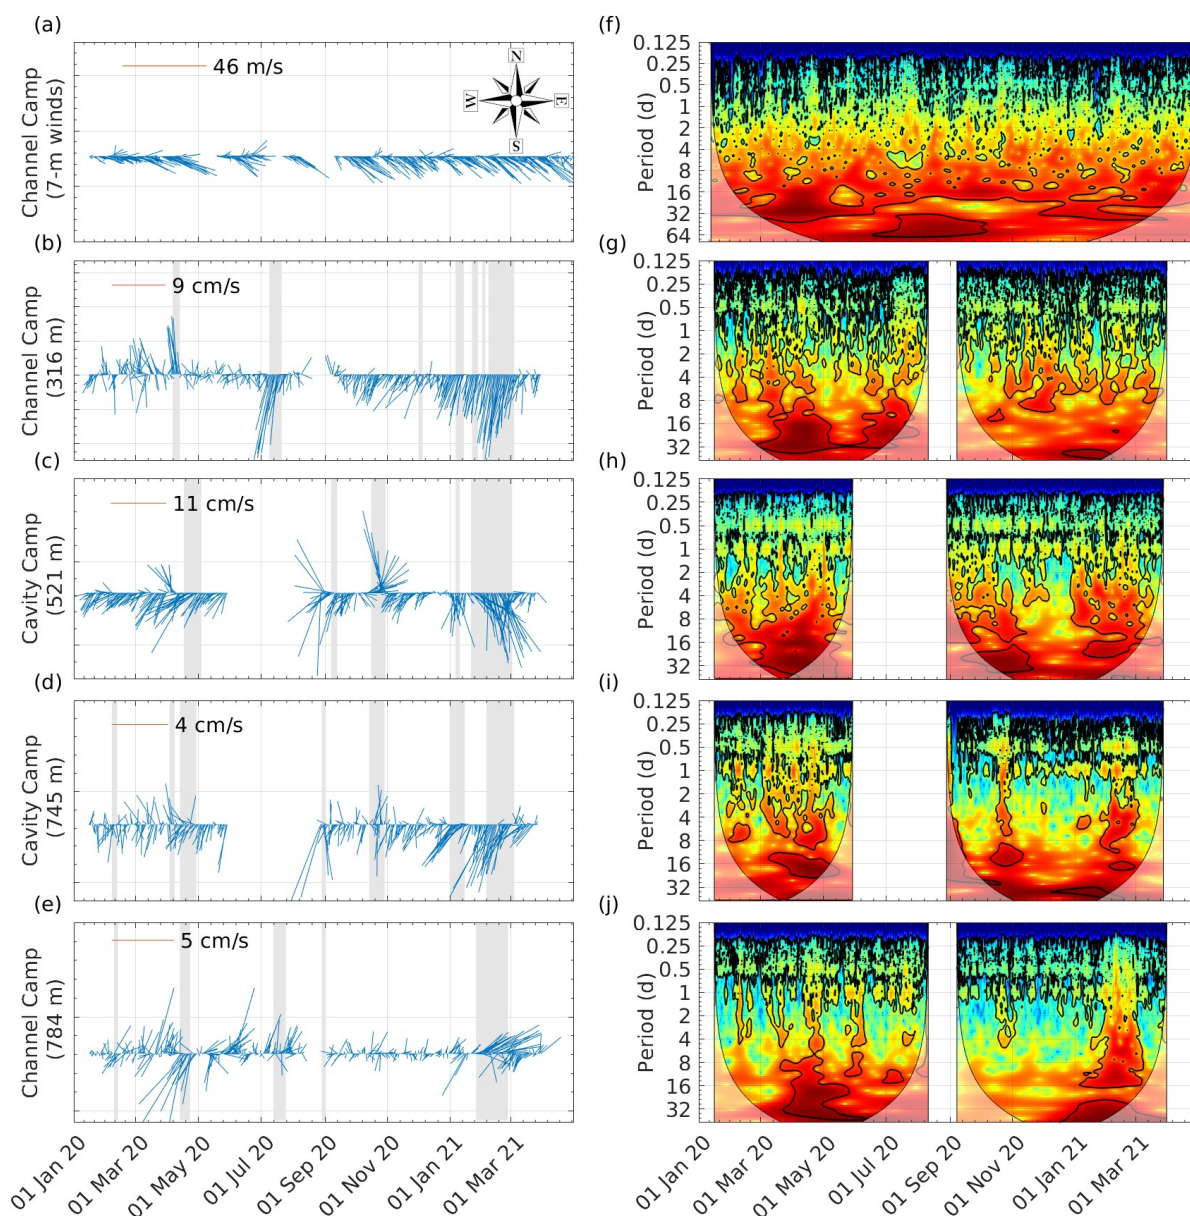 (a)
Channel Camp
(7-m winds)
46 m/s
N
W
E
S
(b)
Channel Camp
(316 m)
9 cm/s
(c)
Cavity Camp
(521 m)
11 cm/s
(d)
Cavity Camp
(745 m)
4 cm/s
(e)
Channel Camp
(784 m)
5 cm/s
01 Jan 20
01 Mar 20
01 May 20
01 Jul 20
01 Sep 20
01 Nov 20
01 Jan 21
01 Mar 21
(f)
Period (d)
0.125
0.25
0.5
1
2
4
8
16
32
64
(g)
Period (d)
0.125
0.25
0.5
1
2
4
8
16
32
(h)
Period (d)
0.125
0.25
0.5
1
2
4
8
16
32
(i)
Period (d)
0.125
0.25
0.5
1
2
4
8
16
32
(j)
Period (d)
0.125
0.25
0.5
1
2
4
8
16
32
01 Jan 20
01 Mar 20
01 May 20
01 Jul 20
01 Sep 20
01 Nov 20
01 Jan 21
01 Mar 21